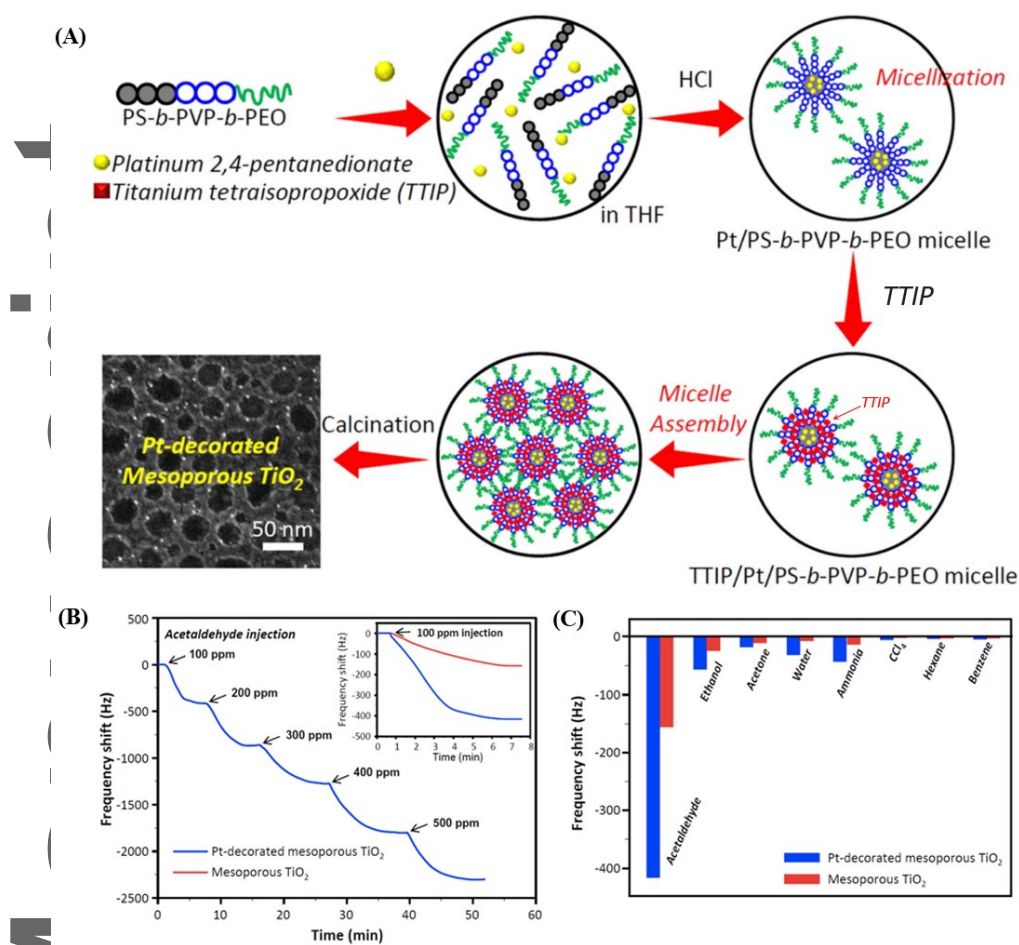 (A)
PS-b-PVP-b-PEO
Platinum 2,4-pentanedionate
Titanium tetraisopropoxide (TTIP)
in THF
HCl
Micellization
Pt/PS-b-PVP-b-PEO micelle
TTIP
TTIP
TTIP/Pt/PS-b-PVP-b-PEO micelle
Micelle
Assembly
Calcination
Pt-decorated
Mesoporous TiO₂
50 nm
(B)
500
0
-500
-1000
-1500
-2000
-2500
Frequency shift (Hz)
Acetaldehyde injection
100 ppm
200 ppm
300 ppm
400 ppm
500 ppm
Pt-decorated mesoporous TiO₂
Mesoporous TiO₂
0 10 20 30 40 50 60
Time (min)
100 ppm injection
0
-100
-200
-300
-400
-500
Frequency shift (Hz)
0 1 2 3 4 5 6 7 8
Time (min)
(C)
0
-100
-200
-300
-400
Frequency shift (Hz)
Acetaldehyde
Ethanol
Acetone
Water
Ammonia
CCl₄
Hexane
Benzene
Pt-decorated mesoporous TiO₂
Mesoporous TiO₂